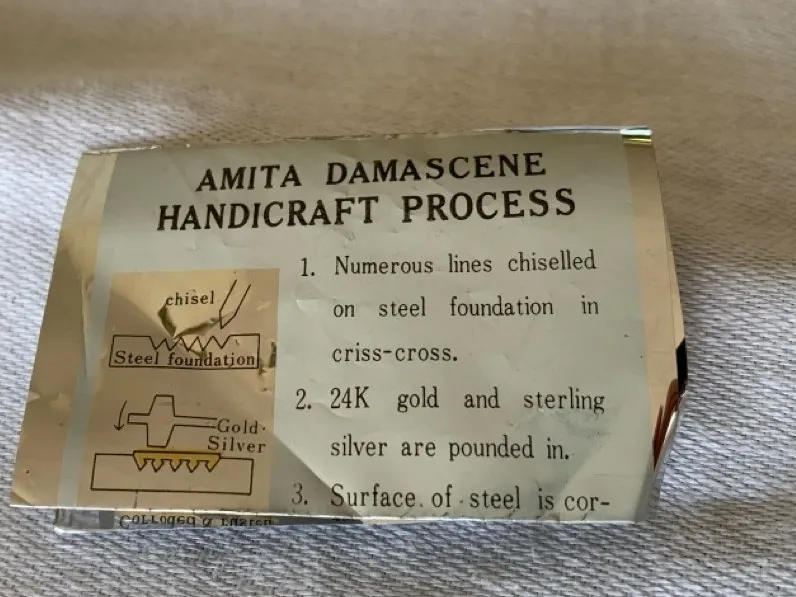 AMITA DAMASCENE
HANDICRAFT PROCESS
chisel
Steel foundation
Gold·
Silver
1. Numerous lines chiselled
on steel foundation in
criss-cross.
2. 24K gold and sterling
silver are pounded in.
3. Surface of steel is cor-